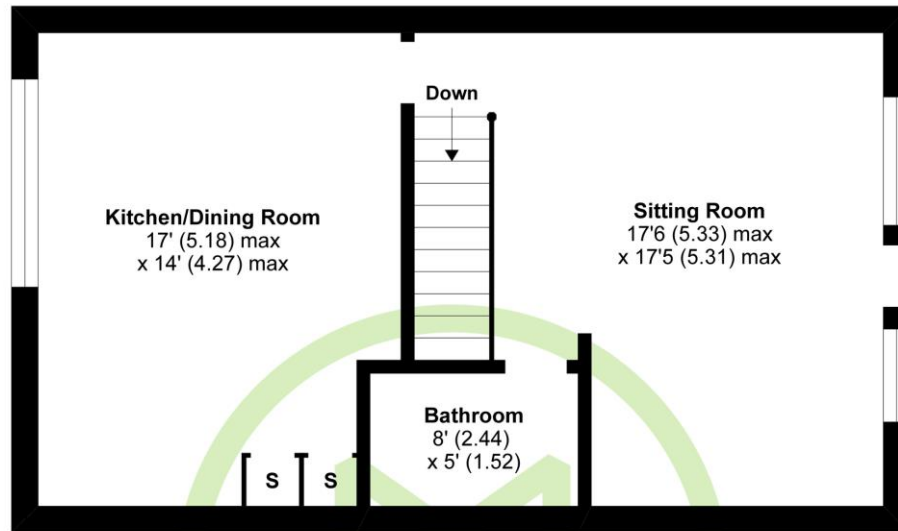 Down
Kitchen/Dining Room
17' (5.18) max
x 14' (4.27) max
Sitting Room
17'6 (5.33) max
x 17'5 (5.31) max
Bathroom
8' (2.44)
x 5' (1.52)
S S